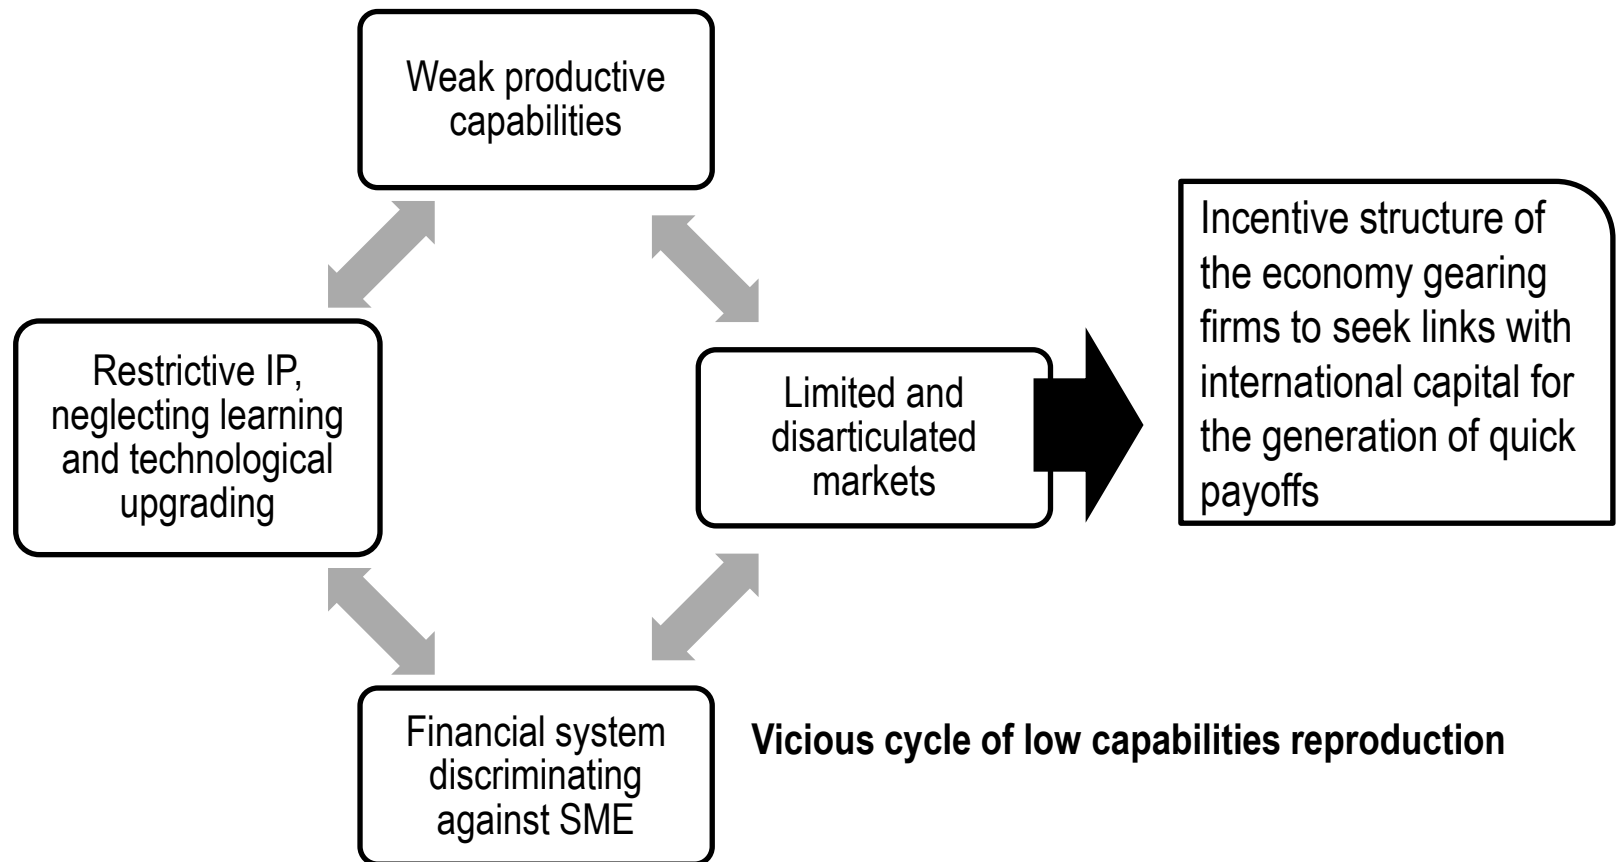 Weak productive
capabilities
Restrictive IP,
neglecting learning
and technological
upgrading
Limited and
disarticulated
markets
Incentive structure of
the economy gearing
firms to seek links with
international capital for
the generation of quick
payoffs
Financial system
discriminating
against SME
Vicious cycle of low capabilities reproduction